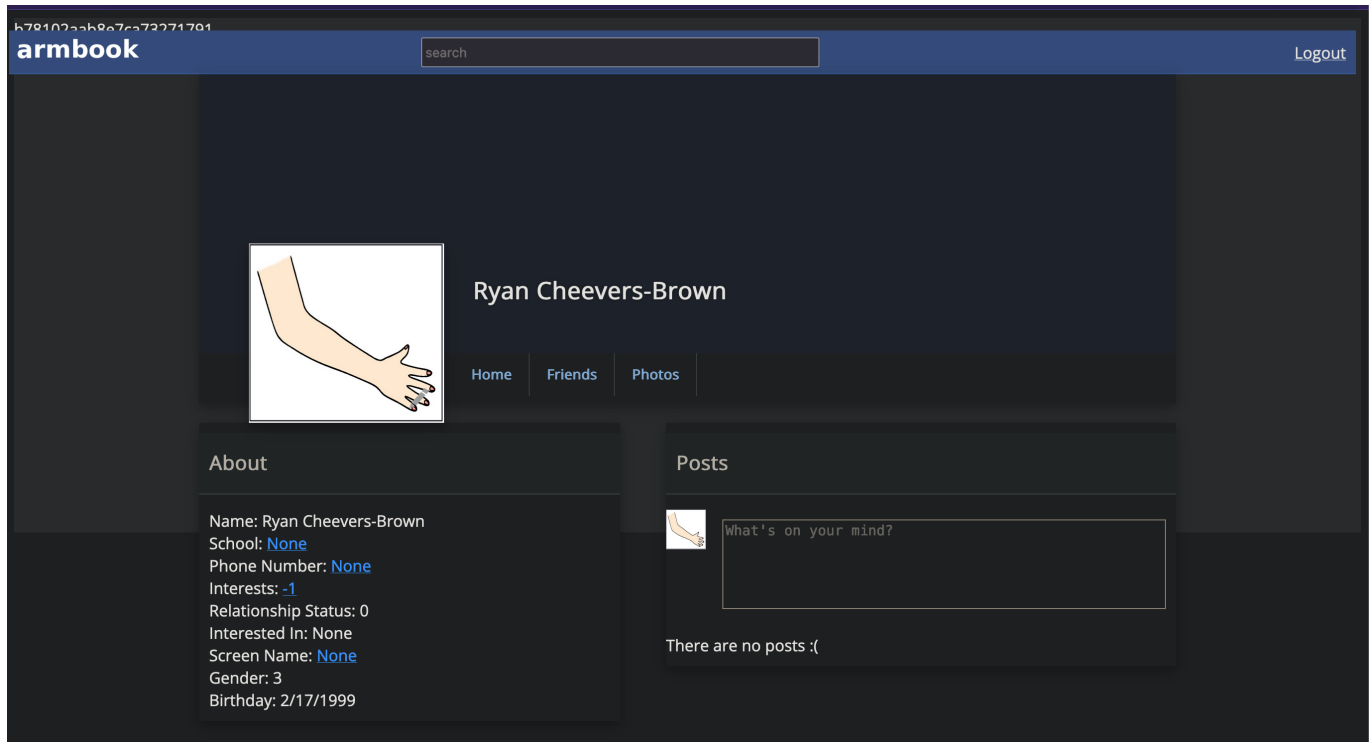 b78102aab8e7ca73271791
armbook
search
Logout
Ryan Cheevers-Brown
Home
Friends
Photos
About
Name: Ryan Cheevers-Brown
School: None
Phone Number: None
Interests: -1
Relationship Status: 0
Interested In: None
Screen Name: None
Gender: 3
Birthday: 2/17/1999
Posts
What's on your mind?
There are no posts :(